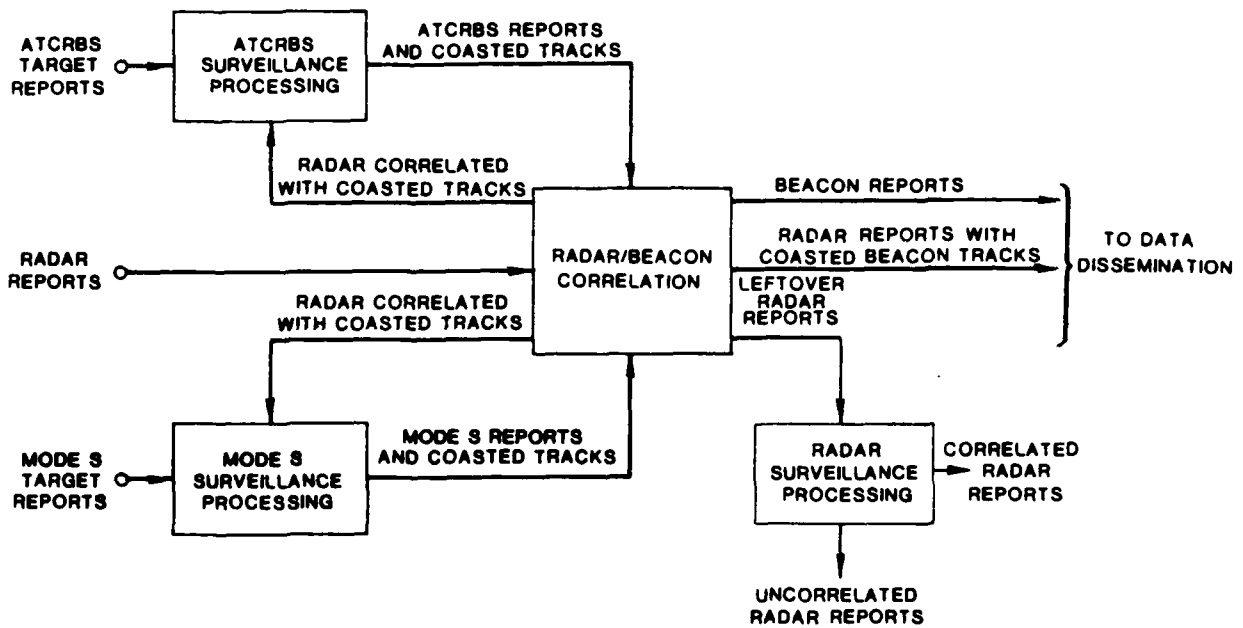 ATCRBS
TARGET
REPORTS
ATCRBS
SURVEILLANCE
PROCESSING
ATCRBS REPORTS
AND COASTED TRACKS
RADAR CORRELATED
WITH COASTED TRACKS
RADAR
REPORTS
RADAR/BEACON
CORRELATION
BEACON REPORTS
RADAR REPORTS WITH
COASTED BEACON TRACKS
TO DATA
DISSEMINATION
LEFTOVER
RADAR
REPORTS
RADAR CORRELATED
WITH COASTED TRACKS
MODE S
TARGET
REPORTS
MODE S
SURVEILLANCE
PROCESSING
MODE S REPORTS
AND COASTED TRACKS
RADAR
SURVEILLANCE
PROCESSING
CORRELATED
RADAR
REPORTS
UNCORRELATED
RADAR REPORTS